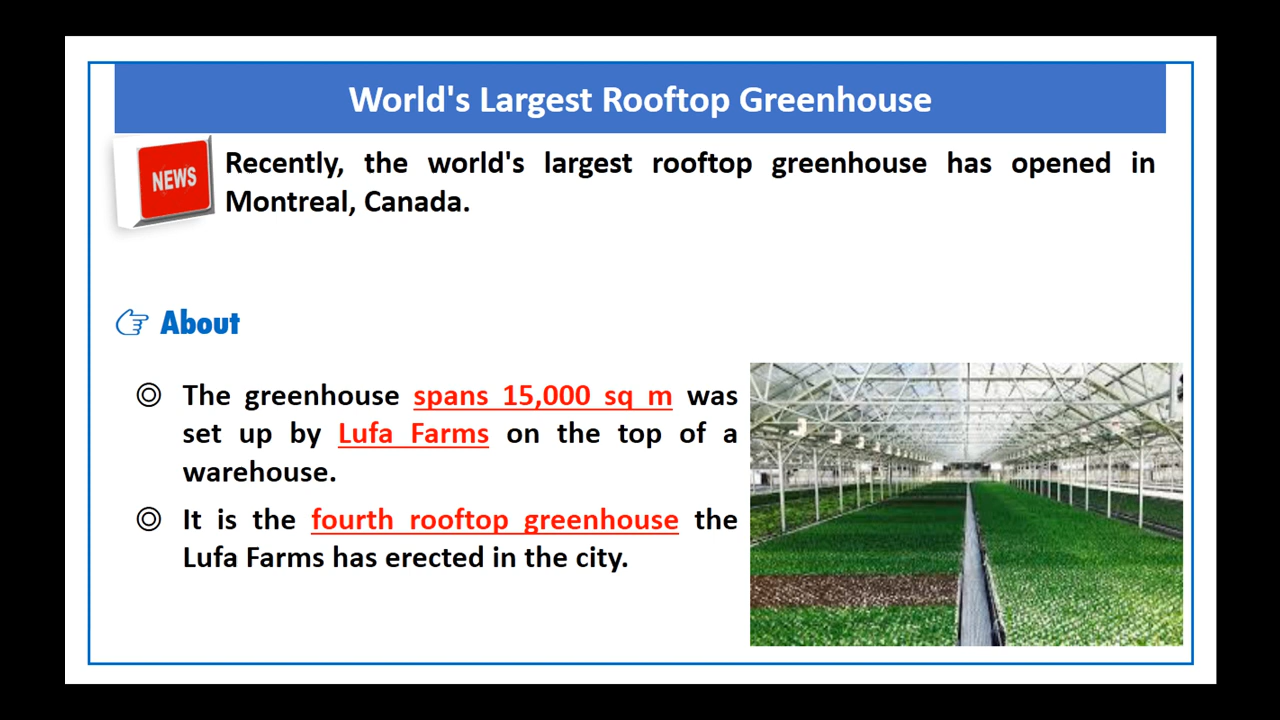 World's Largest Rooftop Greenhouse
NEWS
Recently, the world's largest rooftop greenhouse has opened in
Montreal, Canada.
About
The greenhouse spans 15,000 sq m was
set up by Lufa Farms on the top of a
warehouse.
It is the fourth rooftop greenhouse the
Lufa Farms has erected in the city.